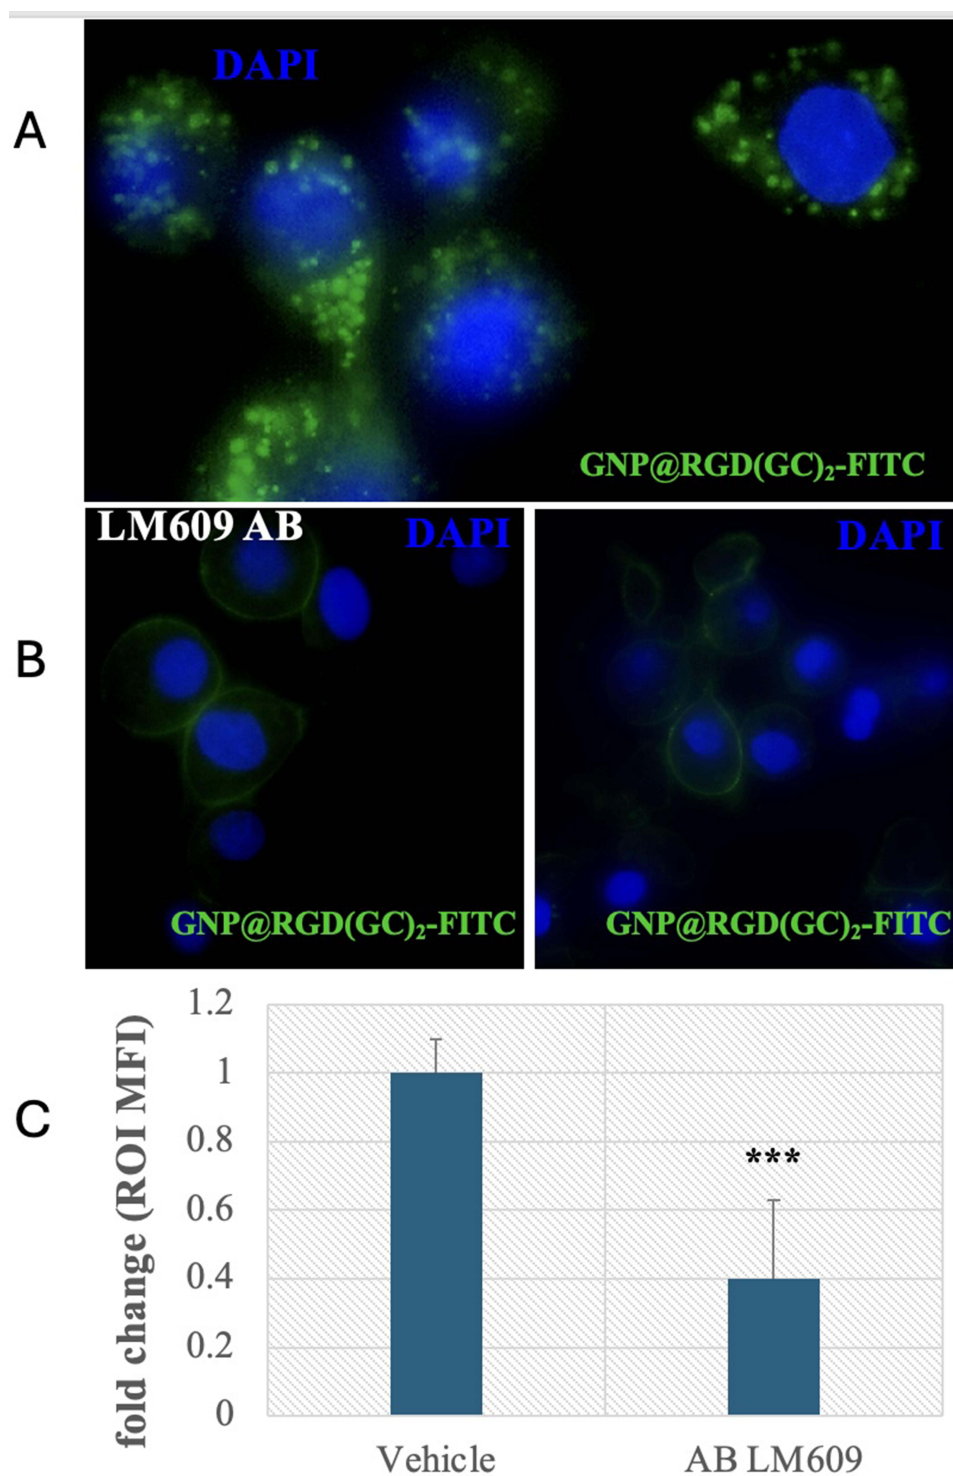 A
DAPI
GNP@RGD(GC)₂-FITC
B
LM609 AB
DAPI
GNP@RGD(GC)₂-FITC
DAPI
GNP@RGD(GC)₂-FITC
C
fold change (ROI MFI)
1.2
1
0.8
0.6
0.4
0.2
0
***
Vehicle
AB LM609